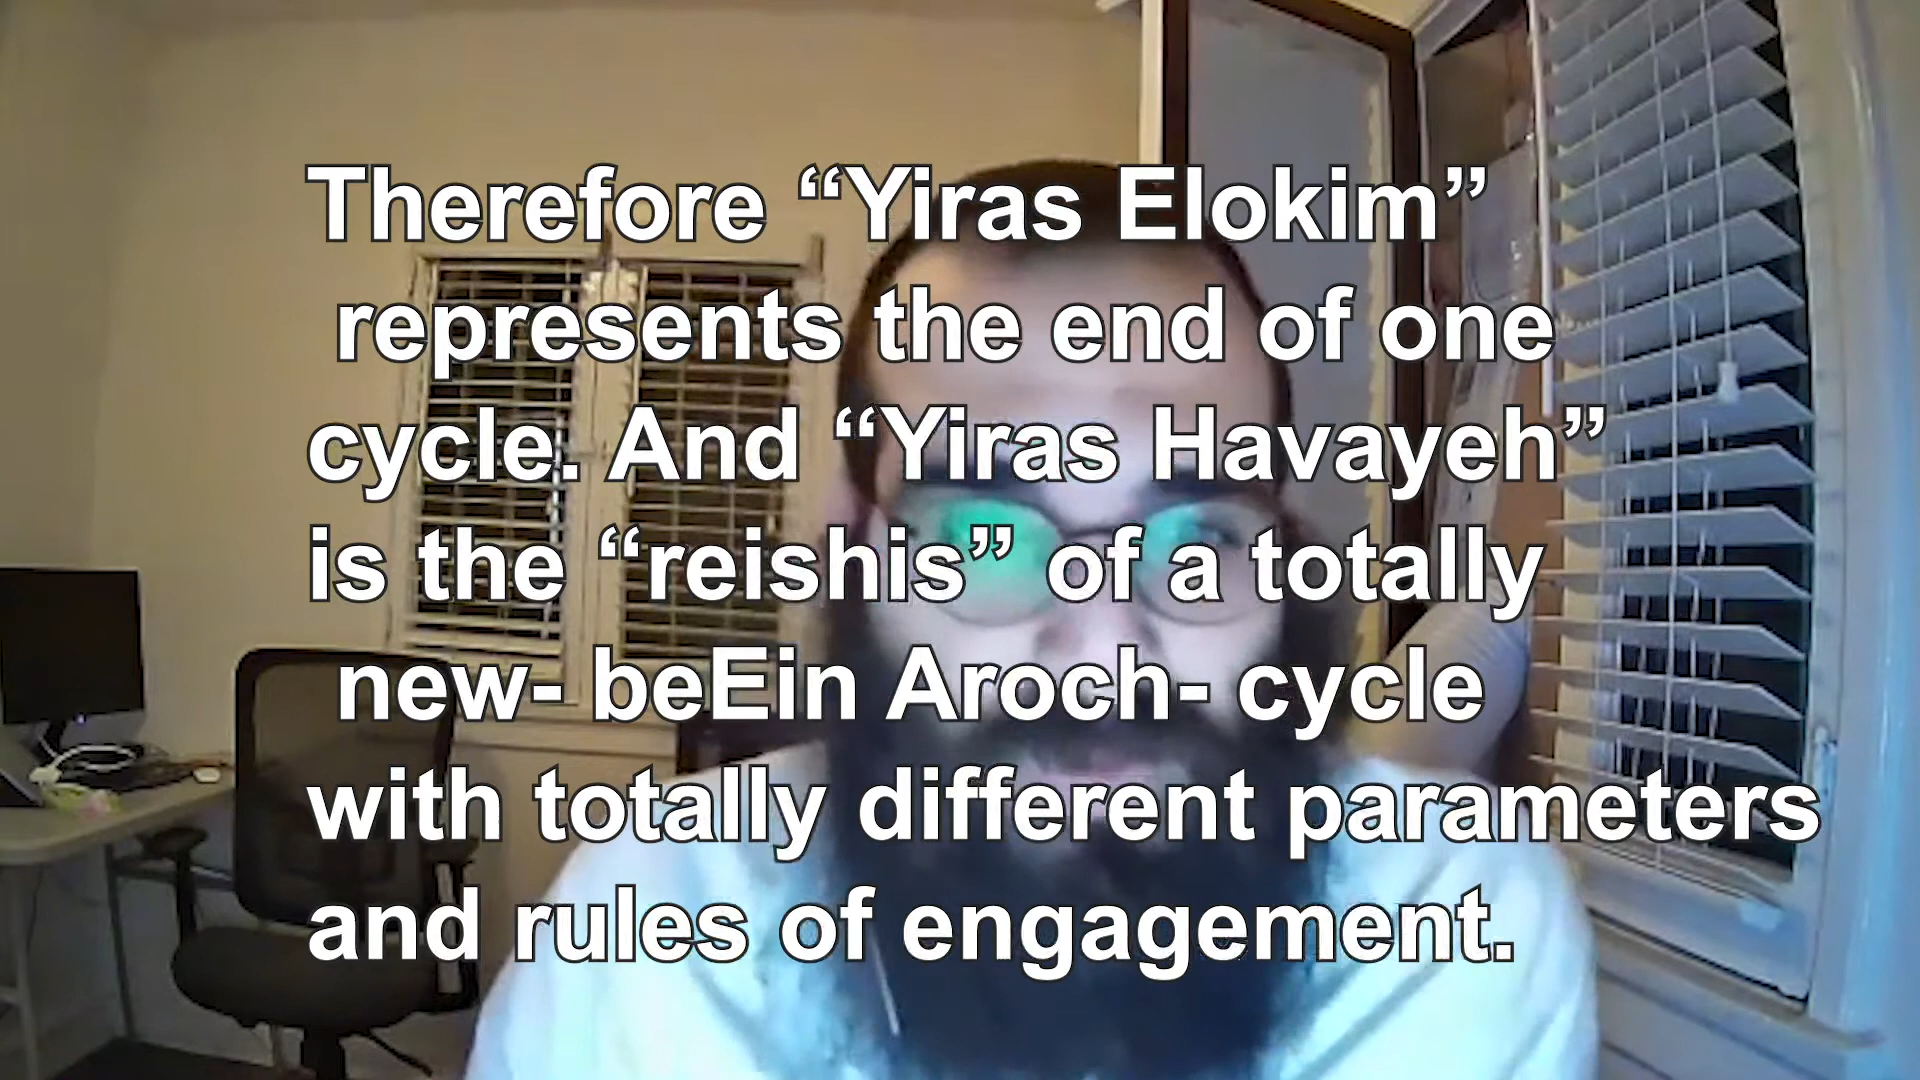 Therefore “Yiras Elokim”
represents the end of one
cycle. And “Yiras Havayeh”
is the “reishis” of a totally
new- beEin Aroch- cycle
with totally different parameters
and rules of engagement.